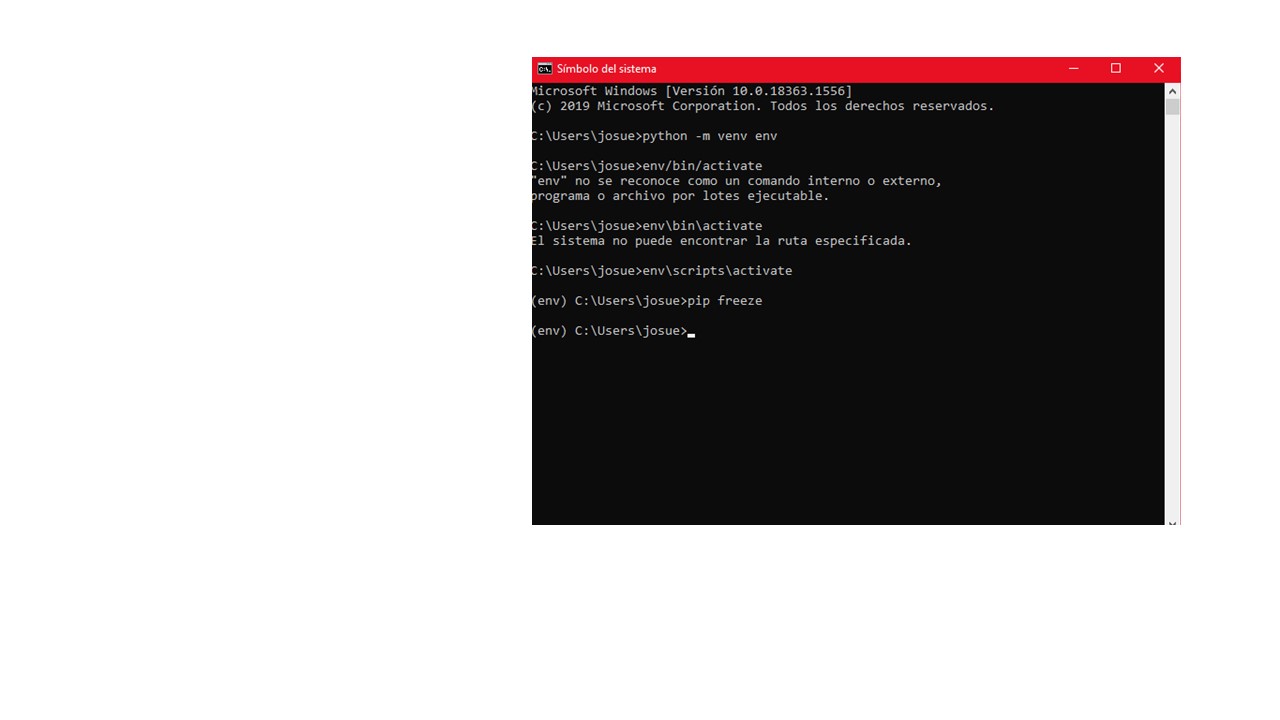 Símbolo del sistema
Microsoft Windows [Versión 10.0.18363.1556]
(c) 2019 Microsoft Corporation. Todos los derechos reservados.
C:\Users\josue>python -m venv env
C:\Users\josue>env/bin/activate
"env" no se reconoce como un comando interno o externo,
programa o archivo por lotes ejecutable.
C:\Users\josue>env\bin\activate
El sistema no puede encontrar la ruta especificada.
C:\Users\josue>env\scripts\activate
(env) C:\Users\josue>pip freeze
(env) C:\Users\josue>